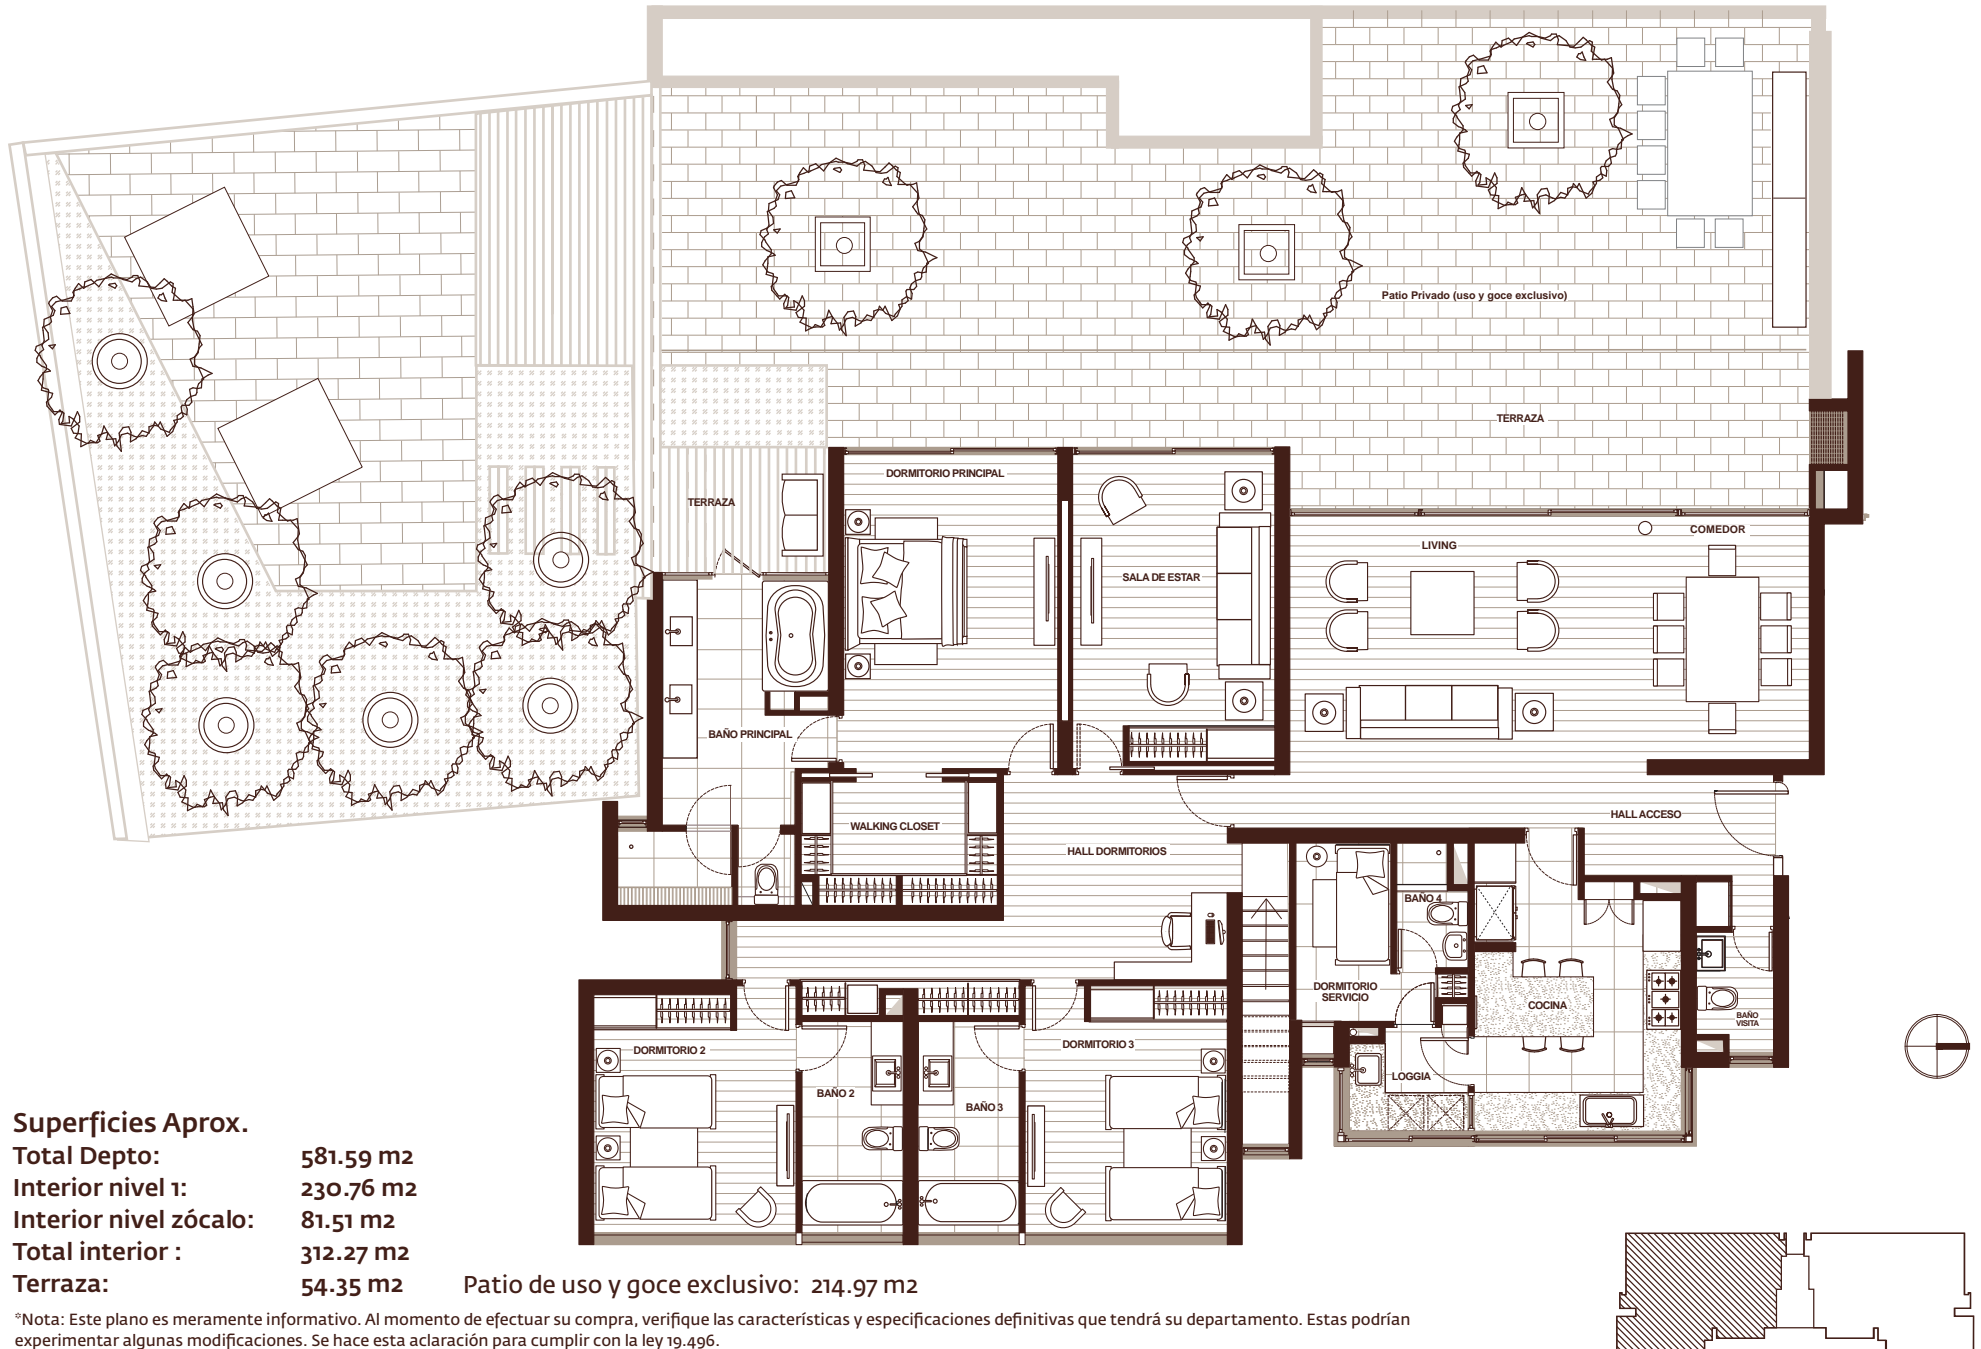 Patio Privado (uso y goce exclusivo)
TERRAZA
DORMITORIO PRINCIPAL
TERRAZA
COMEDOR
LIVING
SALA DE ESTAR
BAÑO PRINCIPAL
HALL ACCESO
WALKING CLOSET
HALL DORMITORIOS
BAÑO 4
DORMITORIO
SERVICIO
COCINA
BAÑO
VISITA
DORMITORIO 2
DORMITORIO 3
LOGGIA
BAÑO 2
BAÑO 3
Superficies Aprox.
Total Depto: 581.59 m2
Interior nivel 1: 230.76 m2
Interior nivel zócalo: 81.51 m2
Total interior : 312.27 m2
Terraza: 54.35 m2 Patio de uso y goce exclusivo: 214.97 m2
*Nota: Este plano es meramente informativo. Al momento de efectuar su compra, verifique las características y especificaciones definitivas que tendrá su departamento. Estas podrían
experimentar algunas modificaciones. Se hace esta aclaración para cumplir con la ley 19.496.